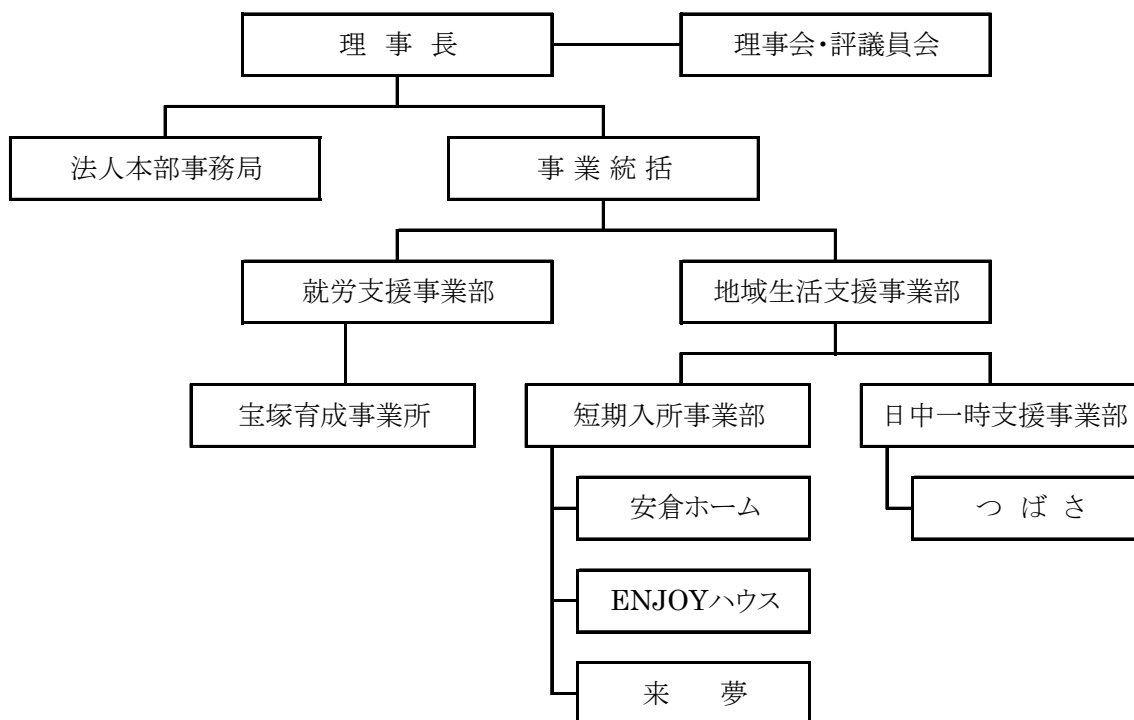 理 事 長
理事会・評議員会
法人本部事務局
事 業 統 括
就労支援事業部
地域生活支援事業部
宝塚育成事業所
短期入所事業部
日中一時支援事業部
安倉ホーム
つ ば さ
ENJOYハウス
来 夢